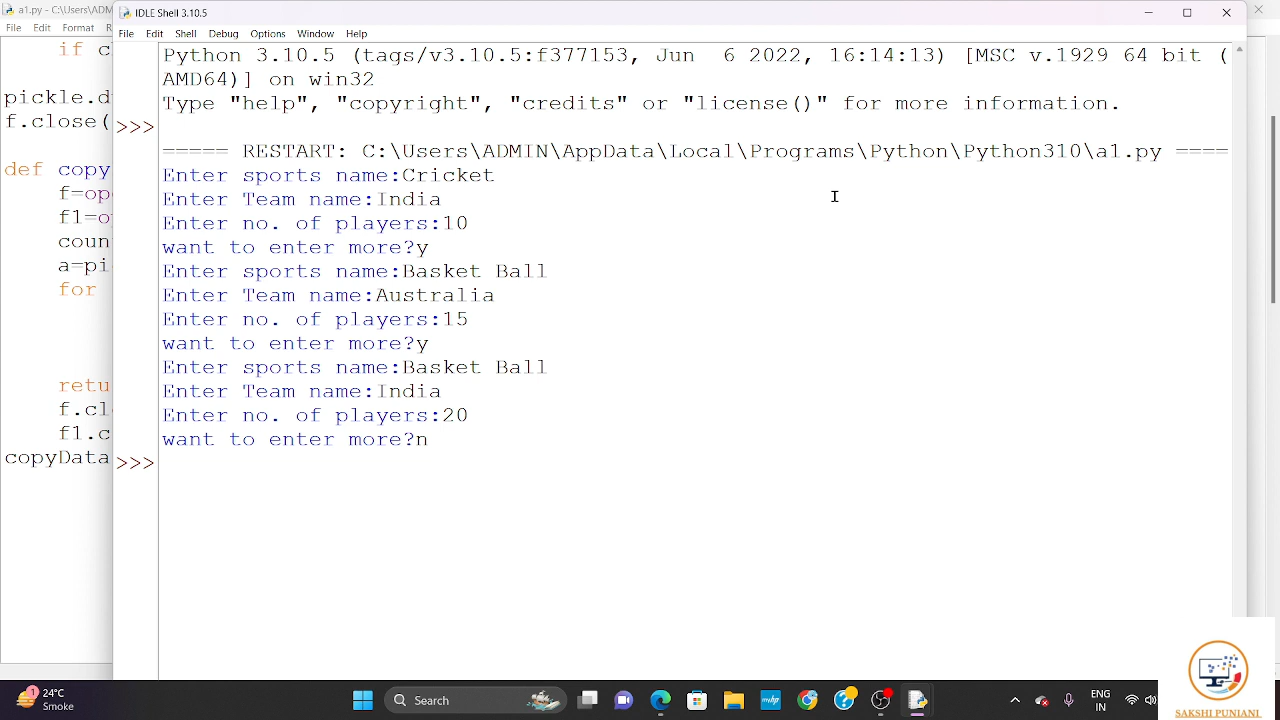 a1.py - C:\Users\ADM
File Edit Format R
if c
pickle.d
f.close(
def copy
f=op
f1=o
coun
a=pi
for
retu
f.cl
f1.c
copyData
IDLE Shell 3.10.5
File Edit Shell Debug Options Window Help
Python 3.10.5 (tags/v3.10.5:f377153, Jun 6 2022, 16:14:13) [MSC v.1929 64 bit (
AMD64)] on win32
Type "help", "copyright", "credits" or "license()" for more information.
>>>
===== RESTART: C:\Users\ADMIN\AppData\Local\Programs\Python\Python310\a1.py ====
Enter sports name:Cricket
Enter Team name:India
Enter no. of players:10
want to enter more?y
Enter sports name:Basket Ball
Enter Team name:Australia
Enter no. of players:15
want to enter more?y
Enter sports name:Basket Ball
Enter Team name:India
Enter no. of players:20
want to enter more?n
>>>
SAKSHI PUNIANI
1
24°C
Smoke
Search
myhp
ENG
IN